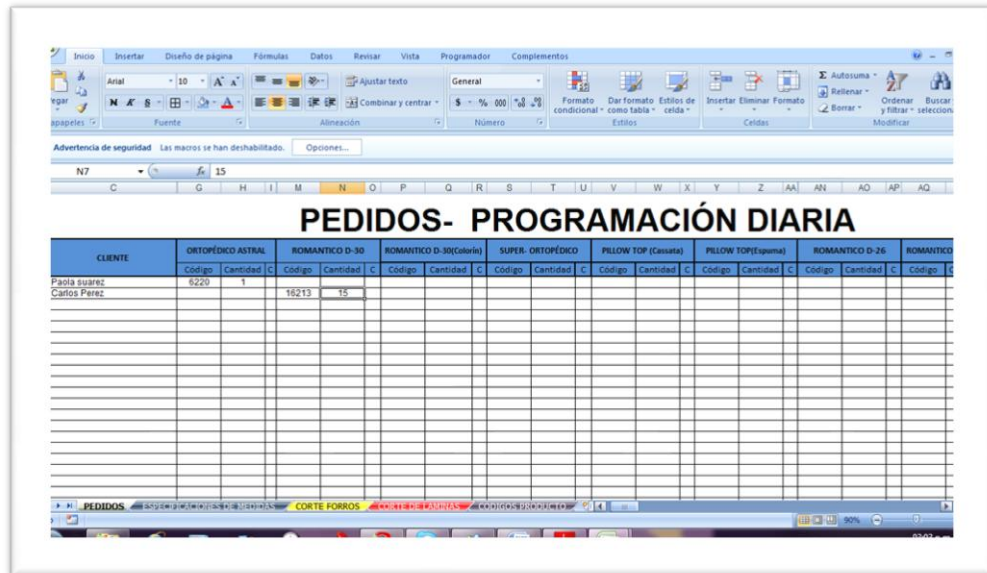 Inicio Insertar Diseño de página Fórmulas Datos Revisar Vista Programador Complementos
Arial 10 A A Ajustar texto General Σ Autosuma
Rellenar
N K S A Combinar y centrar $ % 000 Formato condicional Dar formato como tabla Estilos de celda Insertar Eliminar Formato Borrar Ordenar y filtrar Buscar
Fuente Alineación Número Estilos Celdas Modificar
Advertencia de seguridad Las macros se han deshabilitado. Opciones...
N7 fx 15
C G H I M N O P Q R S T U V W X Y Z AA AN AO AP AQ
PEDIDOS- PROGRAMACIÓN DIARIA
CLIENTE ORTOPÉDICO ASTRAL ROMANTICO D-30 ROMANTICO D-30(Colorin) SUPER- ORTOPÉDICO PILLOW TOP (Cassata) PILLOW TOP(Espuma) ROMANTICO D-26 ROMANTICO
Código Cantidad C Código Cantidad C Código Cantidad C Código Cantidad C Código Cantidad C Código Cantidad C Código Cantidad C Código
Paola suarez 6220 1
Carlos Perez 16213 15
PEDIDOS ESPECIFICACIONES DE MEDIDAS CORTE FORROS CORTE DE LAMINAS CODIGOS PRODUCTO
90%